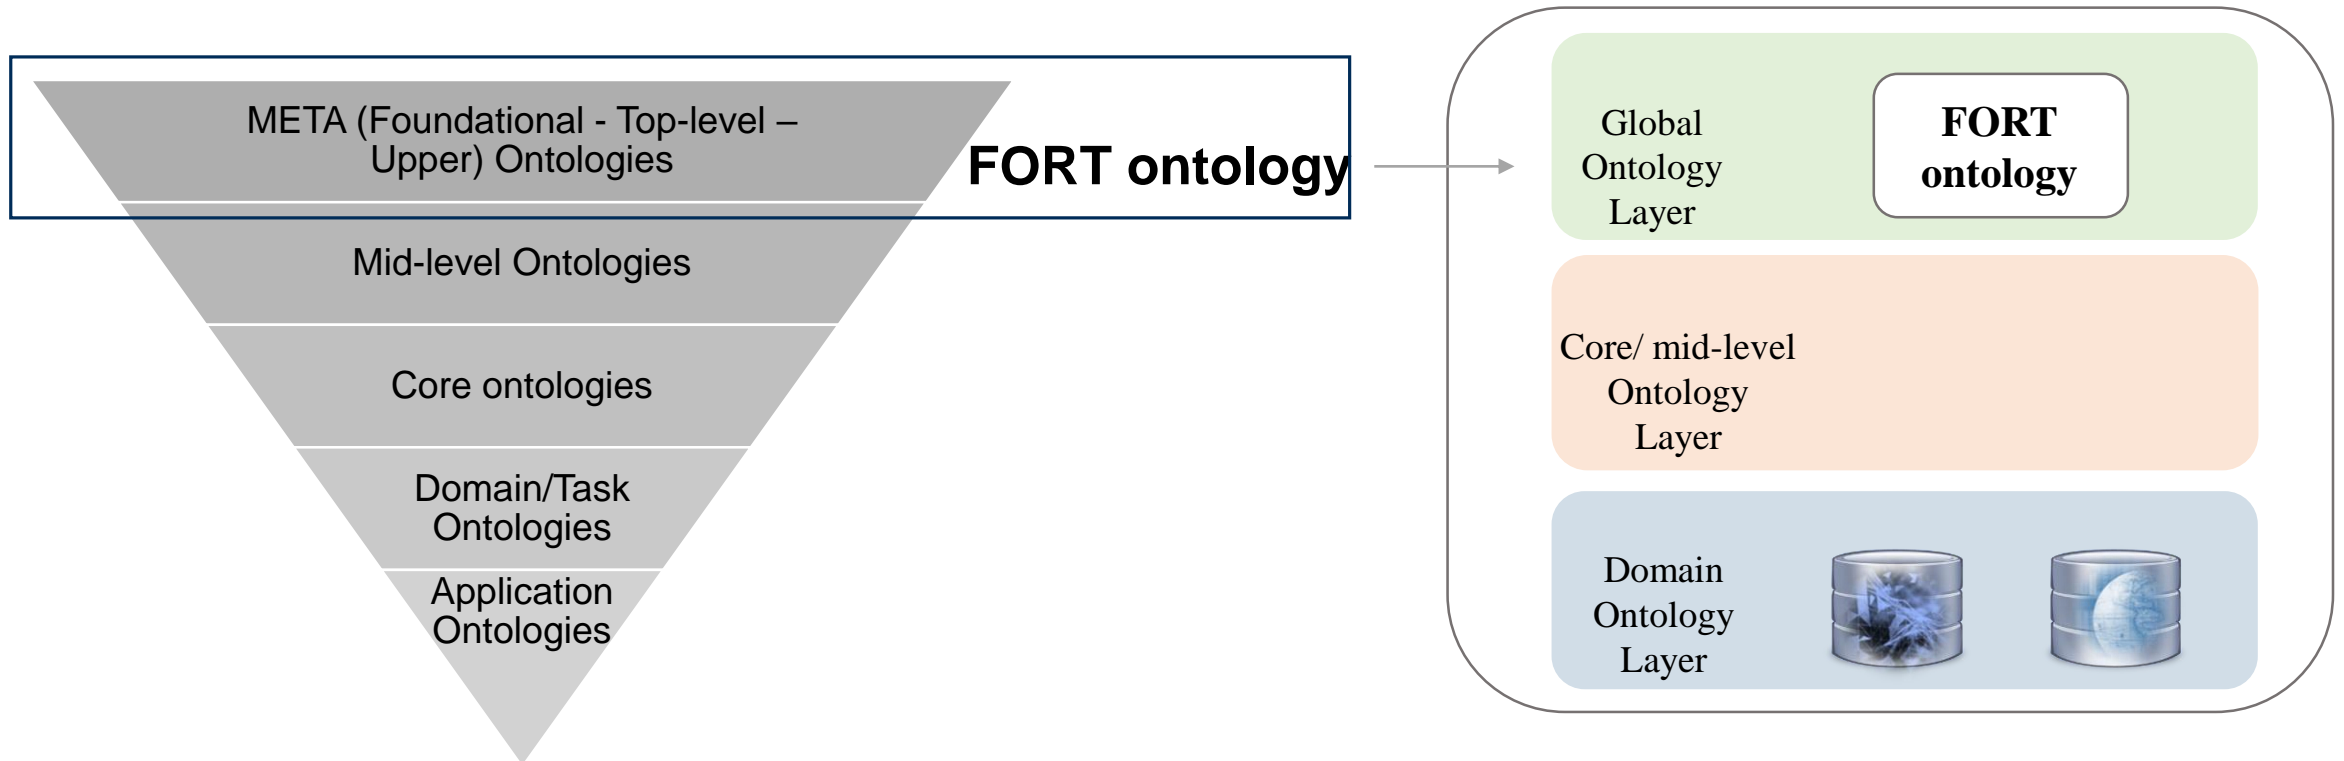 META (Foundational - Top-level –
Upper) Ontologies
FORT ontology
Mid-level Ontologies
Core ontologies
Domain/Task
Ontologies
Application
Ontologies
Global
Ontology
Layer
FORT
ontology
Core/ mid-level
Ontology
Layer
Domain
Ontology
Layer